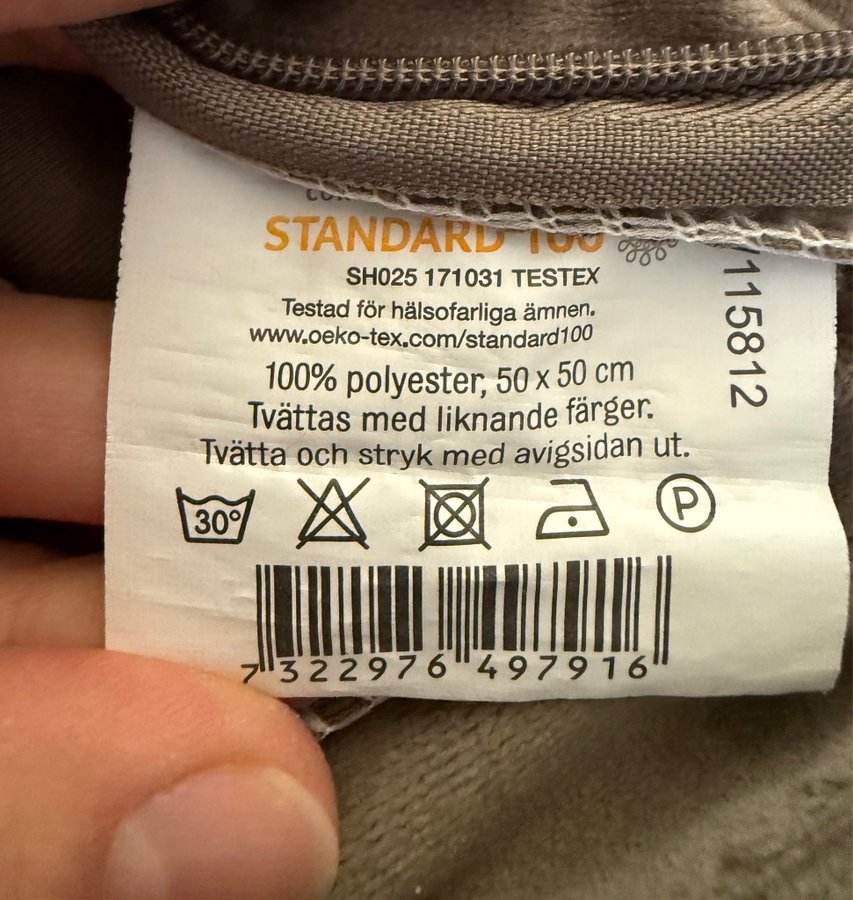 STANDARD 100
SH025 171031 TESTEX
Testad för hälsofarliga ämnen.
www.oeko-tex.com/standard100
115812
100% polyester, 50 x 50 cm
Tvättas med liknande färger.
Tvätta och stryk med avigsidan ut.
30° P
7 322976 497916